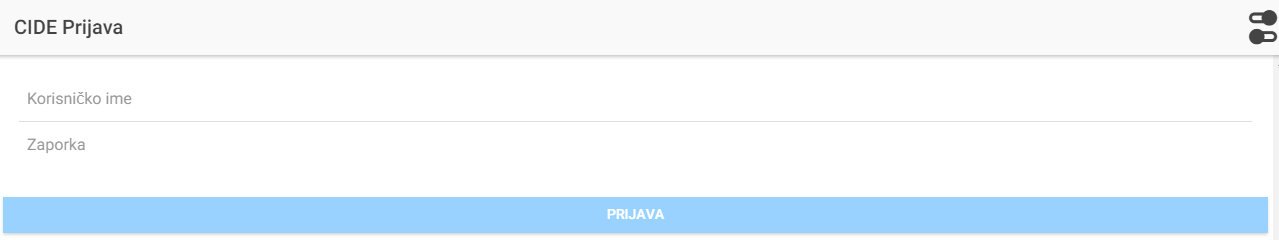 CIDE Prijava
Korisničko ime
Zaporka
PRIJAVA